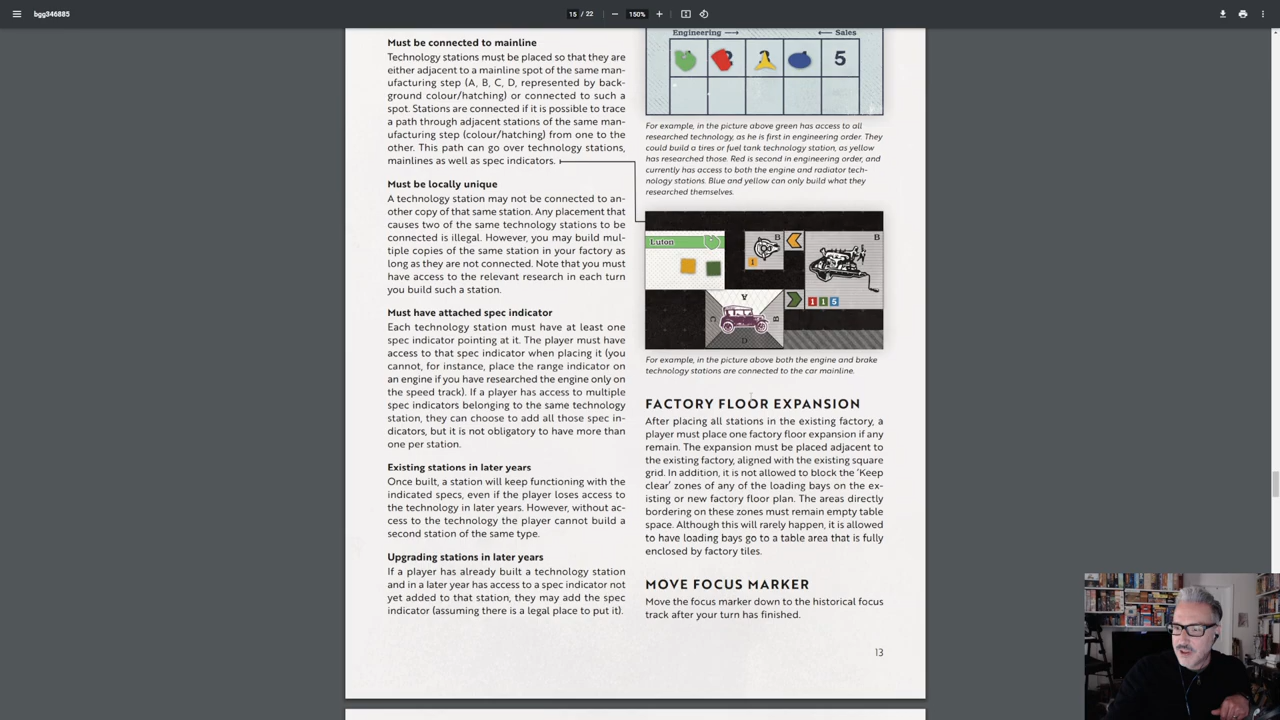 bgg346885
15 / 22
150%
Must be connected to mainline
Technology stations must be placed so that they are
either adjacent to a mainline spot of the same man-
ufacturing step (A, B, C, D, represented by back-
ground colour/hatching) or connected to such a
spot. Stations are connected if it is possible to trace
a path through adjacent stations of the same man-
ufacturing step (colour/hatching) from one to the
other. This path can go over technology stations,
mainlines as well as spec indicators.
Must be locally unique
A technology station may not be connected to an-
other copy of that same station. Any placement that
causes two of the same technology stations to be
connected is illegal. However, you may build mul-
tiple copies of the same station in your factory as
long as they are not connected. Note that you must
have access to the relevant research in each turn
you build such a station.
Must have attached spec indicator
Each technology station must have at least one
spec indicator pointing at it. The player must have
access to that spec indicator when placing it (you
cannot, for instance, place the range indicator on
an engine if you have researched the engine only on
the speed track). If a player has access to multiple
spec indicators belonging to the same technology
station, they can choose to add all those spec in-
dicators, but it is not obligatory to have more than
one per station.
Existing stations in later years
Once built, a station will keep functioning with the
indicated specs, even if the player loses access to
the technology in later years. However, without ac-
cess to the technology the player cannot build a
second station of the same type.
Upgrading stations in later years
If a player has already built a technology station
and in a later year has access to a spec indicator not
yet added to that station, they may add the spec
indicator (assuming there is a legal place to put it).
Engineering → ← Sales
5
For example, in the picture above green has access to all
researched technology, as he is first in engineering order. They
could build a tires or fuel tank technology station, as yellow
has researched those. Red is second in engineering order, and
currently has access to both the engine and radiator tech-
nology stations. Blue and yellow can only build what they
researched themselves.
Luton
B
1
B
1 1 5
A
C
B
D
For example, in the picture above both the engine and brake
technology stations are connected to the car mainline.
FACTORY FLOOR EXPANSION
After placing all stations in the existing factory, a
player must place one factory floor expansion if any
remain. The expansion must be placed adjacent to
the existing factory, aligned with the existing square
grid. In addition, it is not allowed to block the ‘Keep
clear’ zones of any of the loading bays on the ex-
isting or new factory floor plan. The areas directly
bordering on these zones must remain empty table
space. Although this will rarely happen, it is allowed
to have loading bays go to a table area that is fully
enclosed by factory tiles.
MOVE FOCUS MARKER
Move the focus marker down to the historical focus
track after your turn has finished.
13